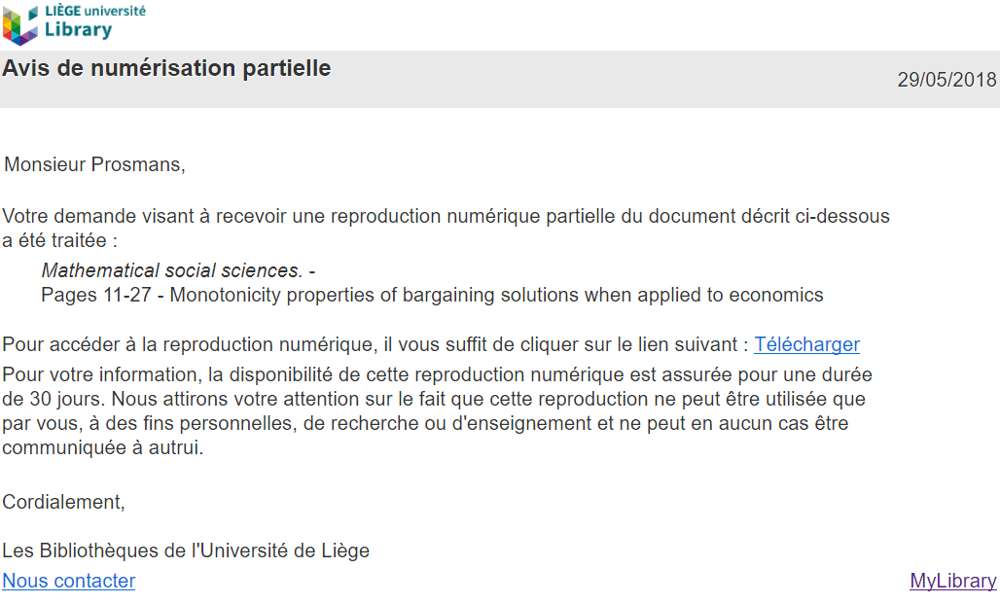 LIÈGE université
Library
Avis de numérisation partielle
29/05/2018
Monsieur Prosmans,
Votre demande visant à recevoir une reproduction numérique partielle du document décrit ci-dessous
a été traitée :
Mathematical social sciences. -
Pages 11-27 - Monotonicity properties of bargaining solutions when applied to economics
Pour accéder à la reproduction numérique, il vous suffit de cliquer sur le lien suivant : Télécharger
Pour votre information, la disponibilité de cette reproduction numérique est assurée pour une durée
de 30 jours. Nous attirons votre attention sur le fait que cette reproduction ne peut être utilisée que
par vous, à des fins personnelles, de recherche ou d'enseignement et ne peut en aucun cas être
communiquée à autrui.
Cordialement,
Les Bibliothèques de l'Université de Liège
Nous contacter
MyLibrary